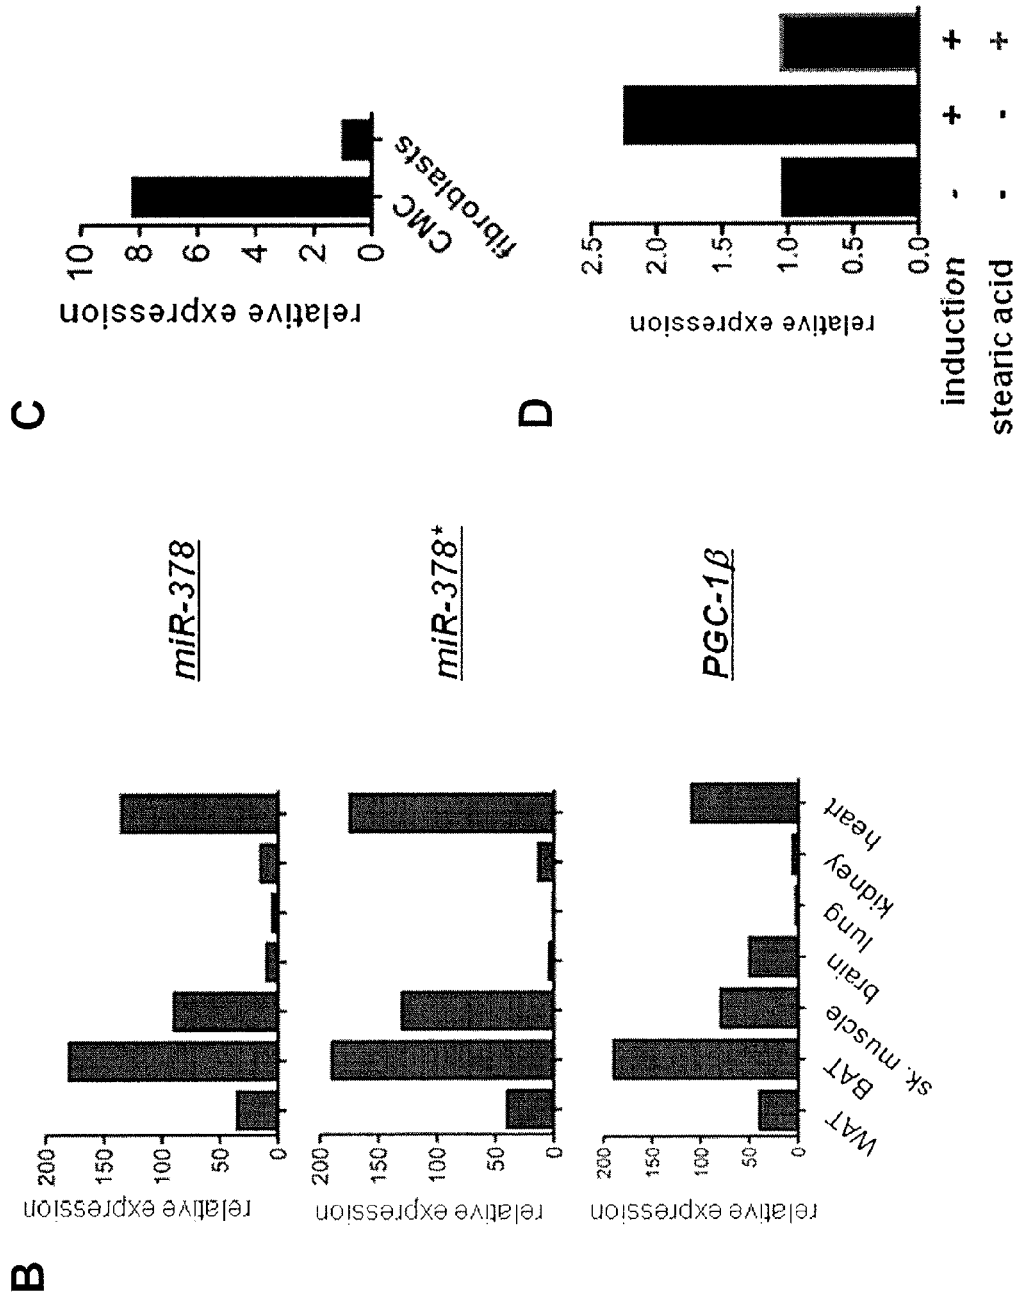 B
miR-378
relative expression
200
150
100
50
0
miR-378*
relative expression
200
150
100
50
0
PGC-1β
relative expression
200
150
100
50
0
WAT
BAT
sk. muscle
brain
lung
kidney
heart
C
relative expression
10
8
6
4
2
0
CMC
fibroblasts
D
relative expression
2.5
2.0
1.5
1.0
0.5
0.0
induction - + +
stearic acid - - +